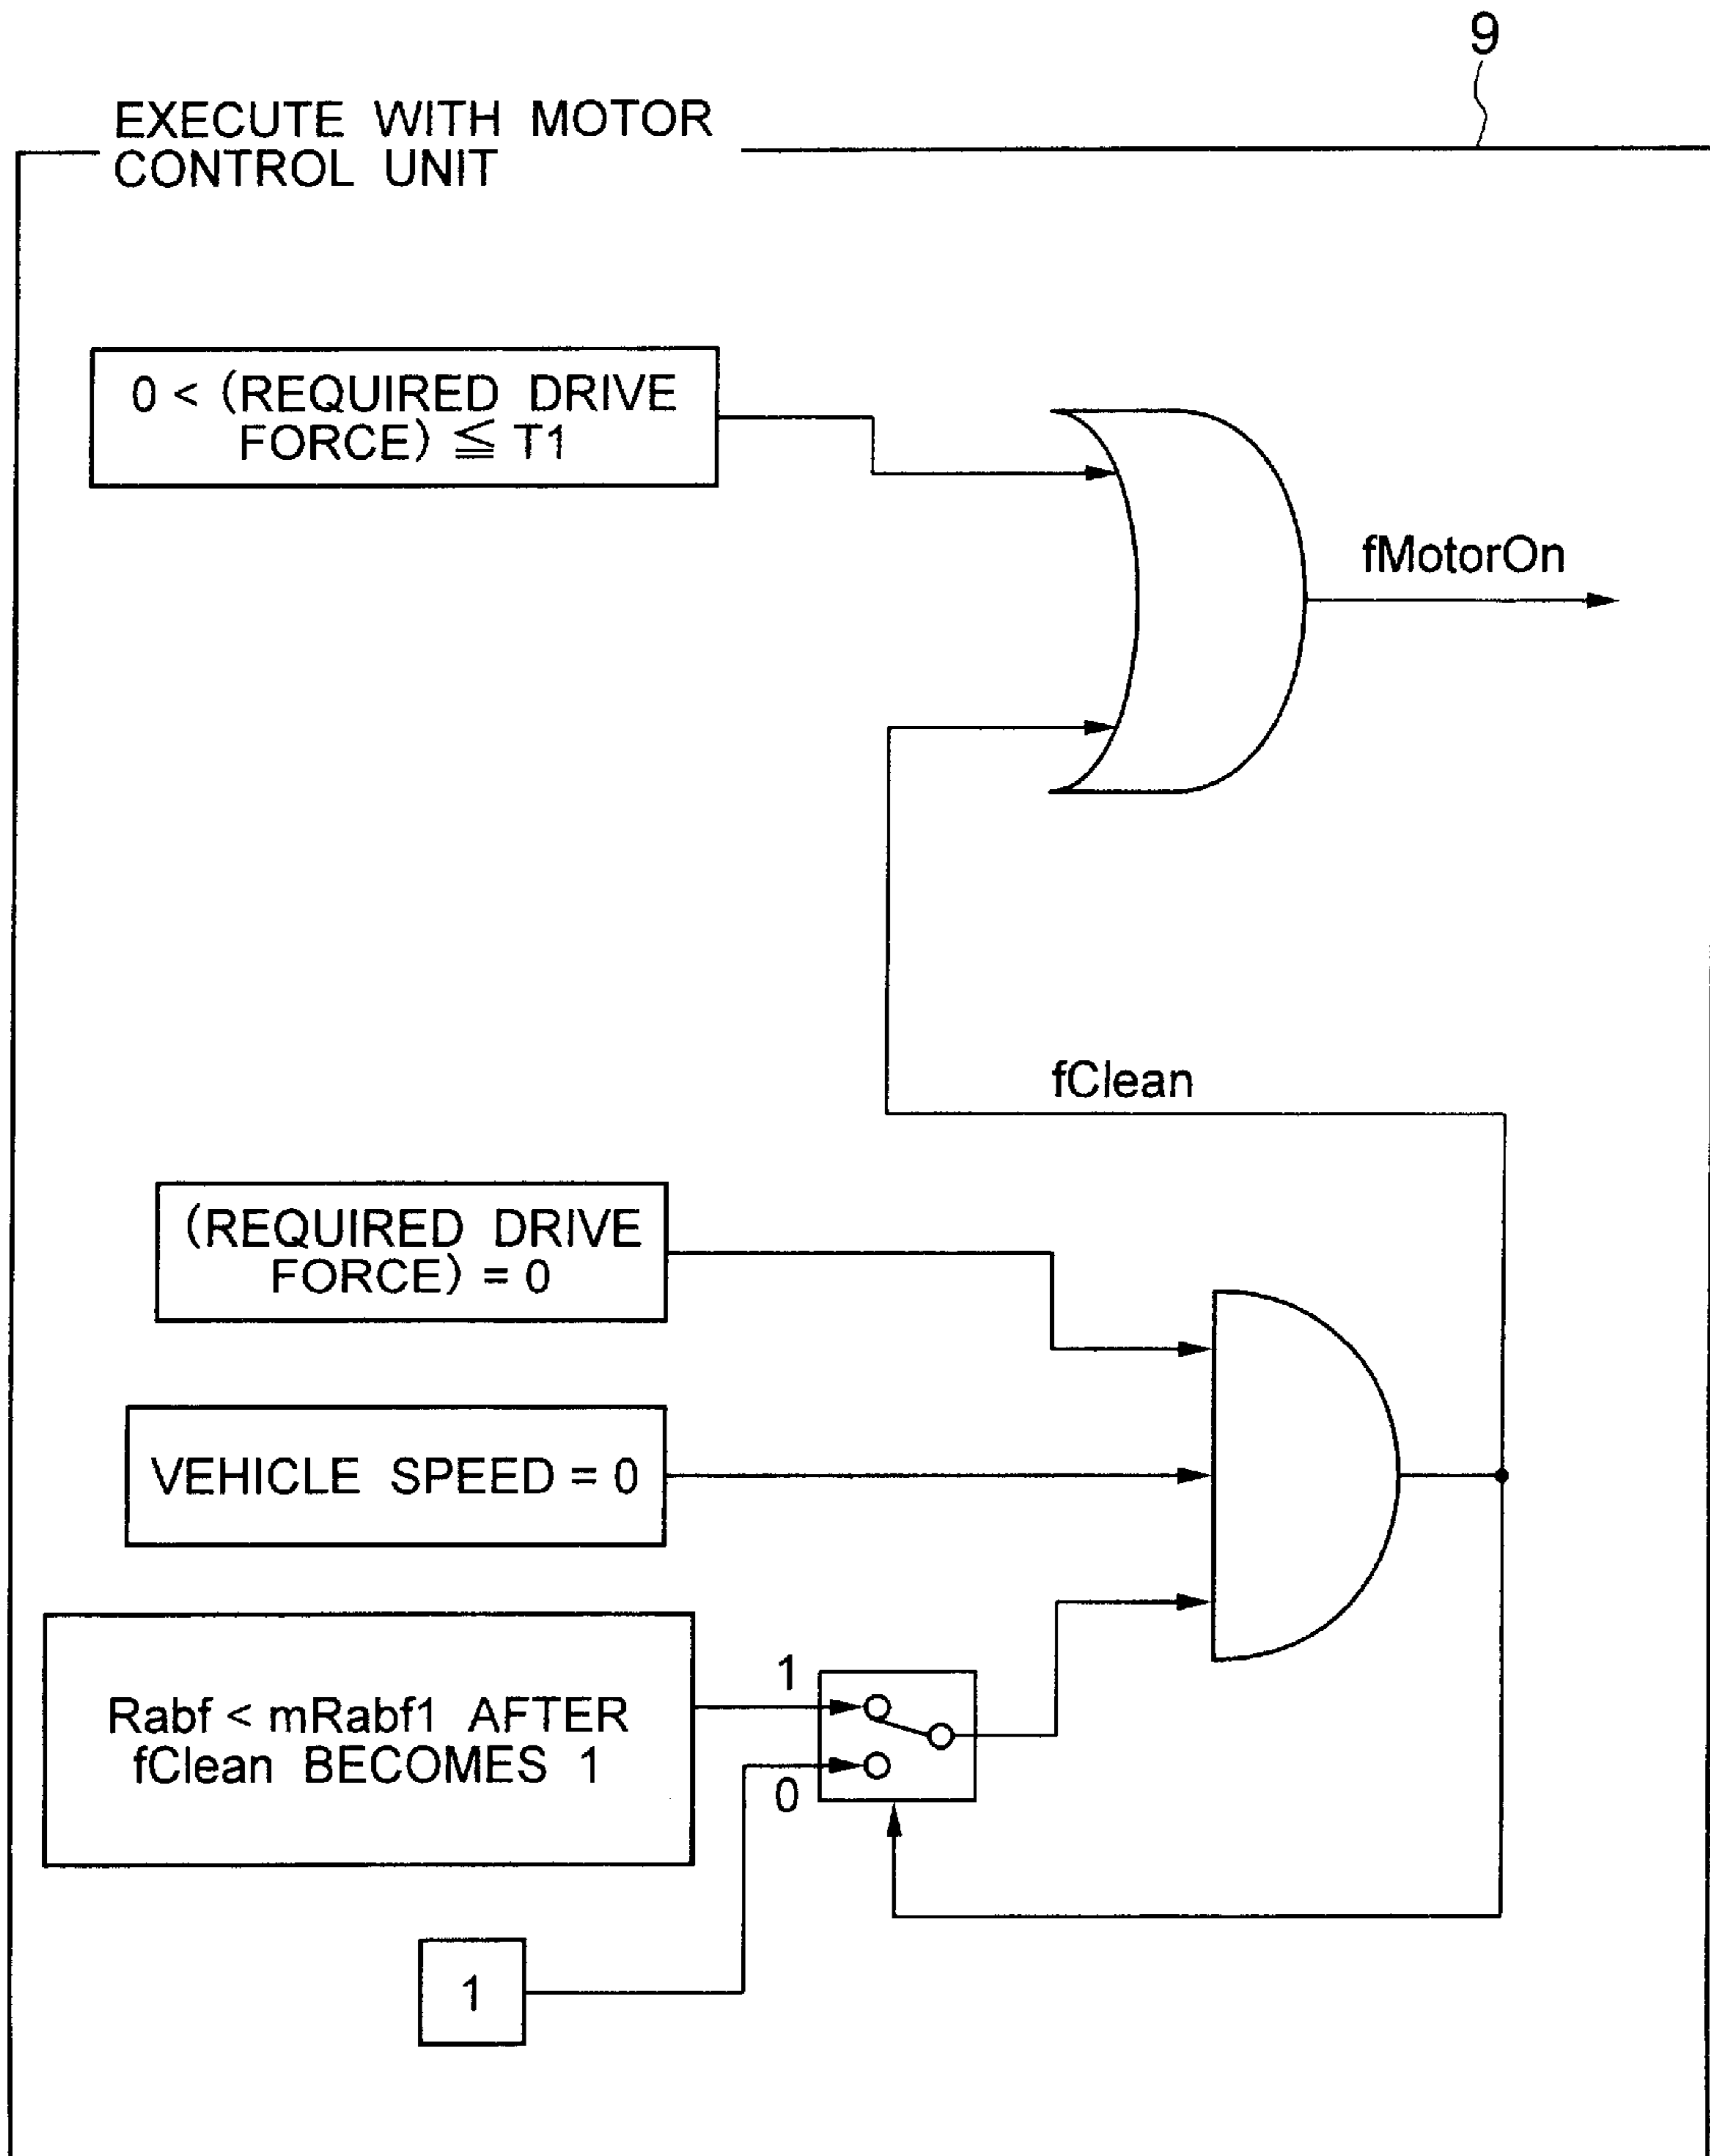 9
EXECUTE WITH MOTOR
CONTROL UNIT
0 < (REQUIRED DRIVE
FORCE) ≦ T1
fMotorOn
fClean
(REQUIRED DRIVE
FORCE) = 0
VEHICLE SPEED = 0
Rabf < mRabf1 AFTER
fClean BECOMES 1
1
0
1